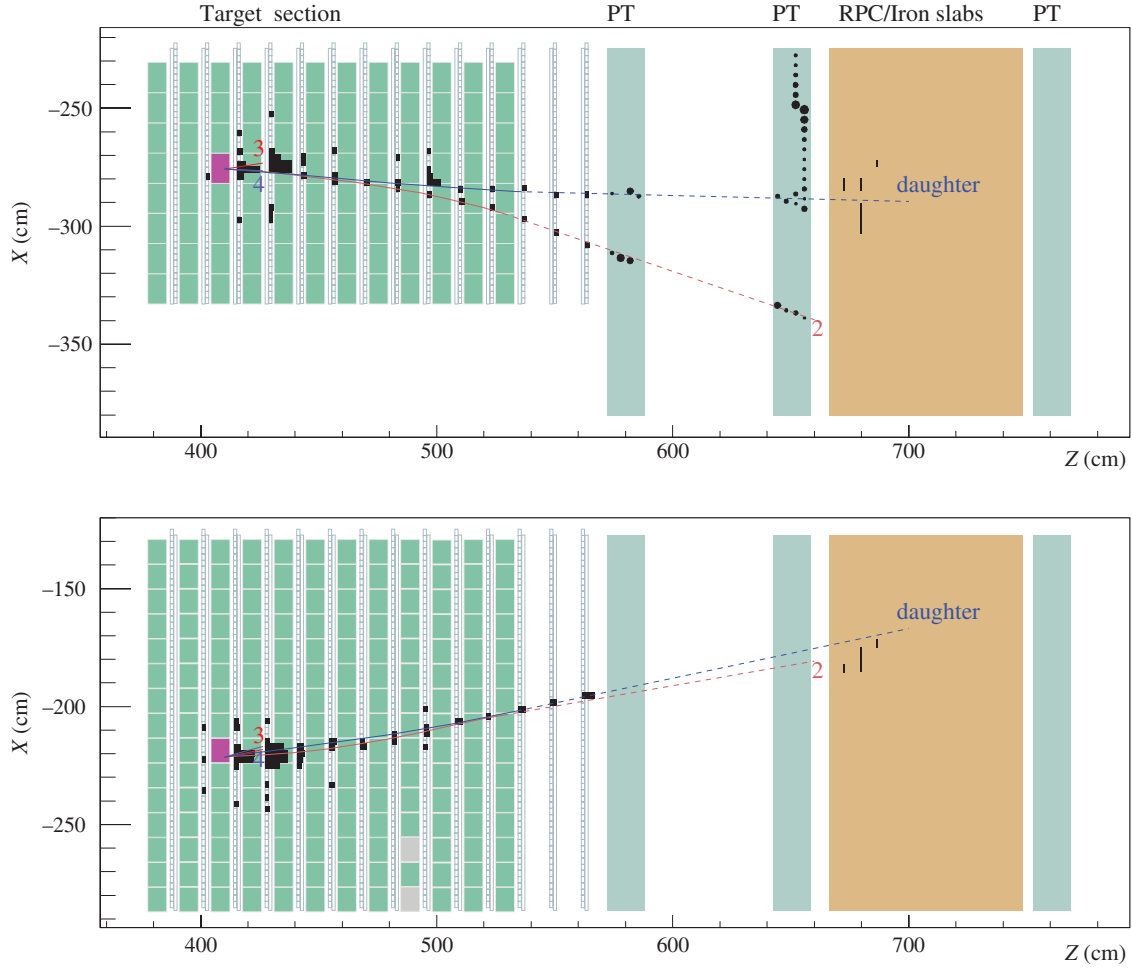 Target section PT PT RPC/Iron slabs PT
−250
3
4
daughter
−300
2
−350
X (cm)
400 500 600 700
Z (cm)
−150
daughter
2
−200
3
4
−250
X (cm)
400 500 600 700
Z (cm)